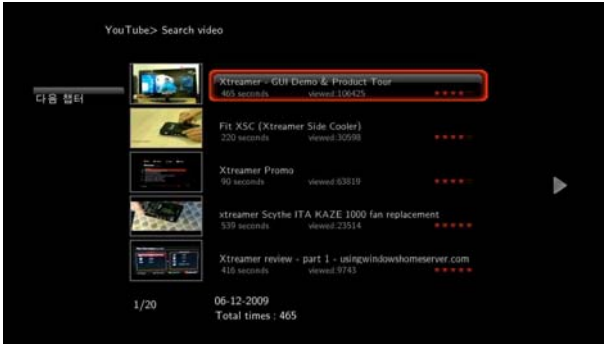 YouTube> Search video
다음 챕터
Xtreamer - GUI Demo & Product Tour
465 seconds viewed:106425
Fit XSC (Xtreamer Side Cooler)
220 seconds viewed:30598
Xtreamer Promo
90 seconds viewed:63819
xtreamer Scythe ITA KAZE 1000 fan replacement
539 seconds viewed:23514
Xtreamer review - part 1 - usingwindowshomeserver.com
416 seconds viewed:9743
1/20
06-12-2009
Total times : 465